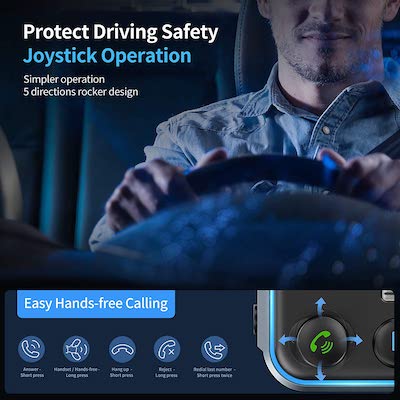 Protect Driving Safety
Joystick Operation
Simpler operation
5 directions rocker design
Easy Hands-free Calling
Answer -
Short press
Handset / Hands-free-
Long press
Hang up -
Short press
Reject -
Long press
Redial last number -
Short press twice